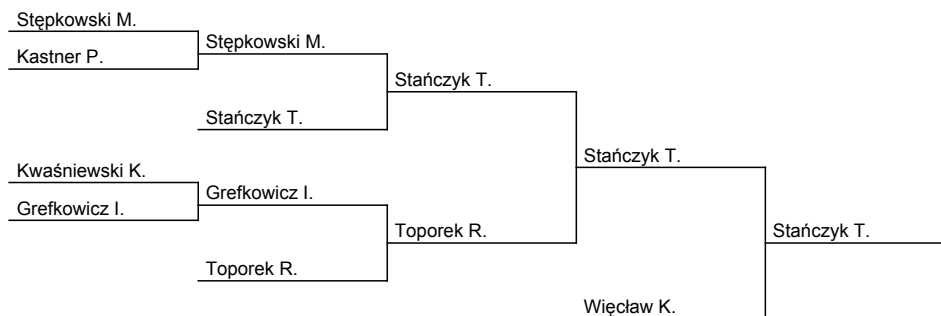 Stępkowski M.
Kastner P.
Stępkowski M.
Stańczyk T.
Stańczyk T.
Kwaśniewski K.
Grefkowicz I.
Grefkowicz I.
Toporek R.
Toporek R.
Stańczyk T.
Więcław K.
Stańczyk T.